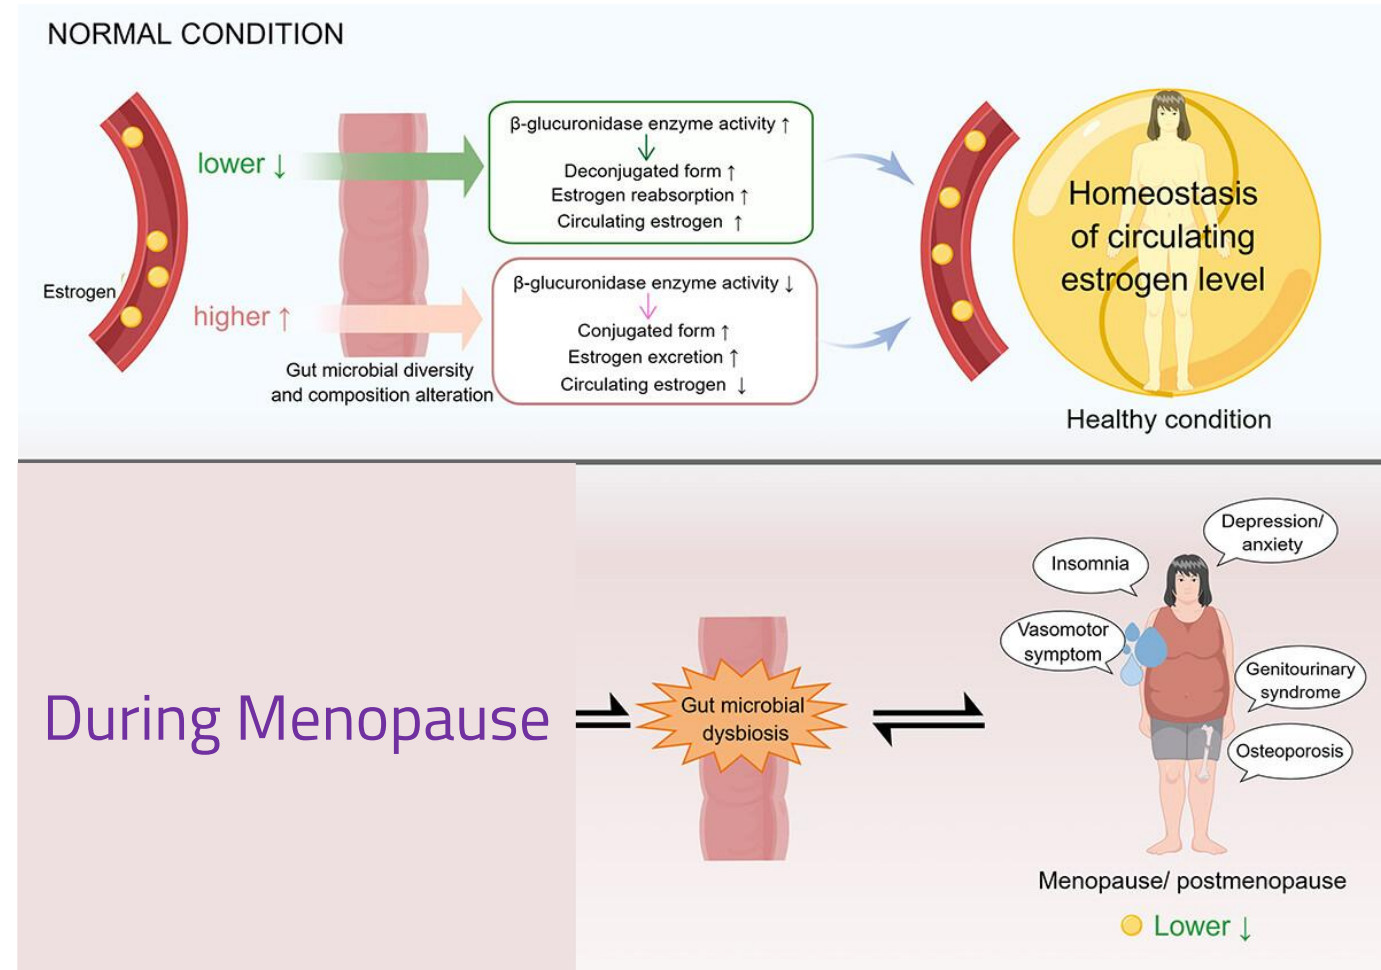 NORMAL CONDITION
Estrogen
lower ↓
higher ↑
Gut microbial diversity
and composition alteration
β-glucuronidase enzyme activity ↑
Deconjugated form ↑
Estrogen reabsorption ↑
Circulating estrogen ↑
β-glucuronidase enzyme activity ↓
Conjugated form ↑
Estrogen excretion ↑
Circulating estrogen ↓
Homeostasis
of circulating
estrogen level
Healthy condition
During Menopause
Gut microbial
dysbiosis
Depression/
anxiety
Insomnia
Vasomotor
symptom
Genitourinary
syndrome
Osteoporosis
Menopause/ postmenopause
Lower ↓